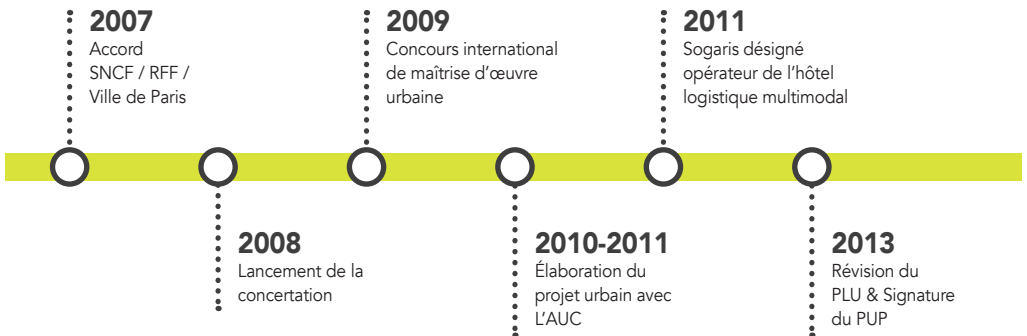 2007
Accord
SNCF / RFF /
Ville de Paris
2008
Lancement de la
concertation
2009
Concours international
de maîtrise d’œuvre
urbaine
2010-2011
Élaboration du
projet urbain avec
L’AUC
2011
Sogaris désigné
opérateur de l’hôtel
logistique multimodal
2013
Révision du
PLU & Signature
du PUP